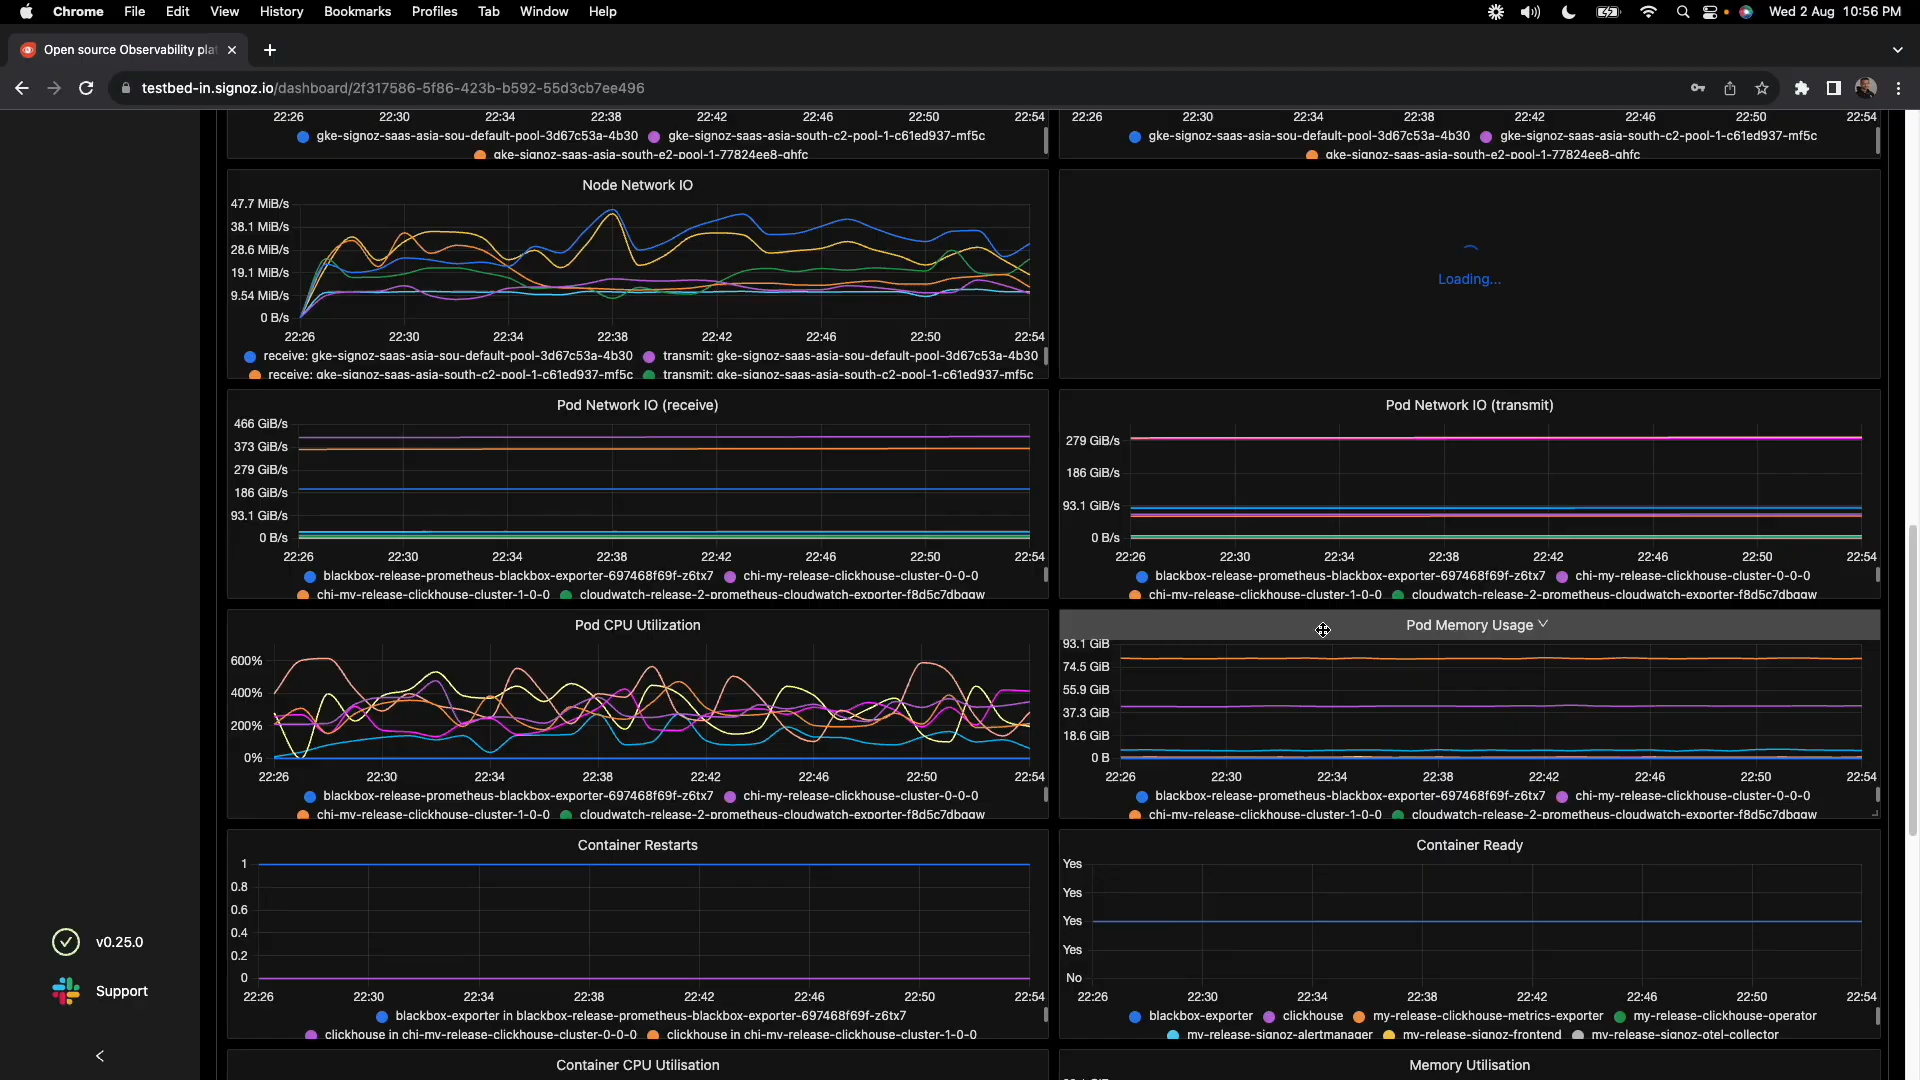 Chrome File Edit View History Bookmarks Profiles Tab Window Help Wed 2 Aug 10:56 PM
Open source Observability plat
testbed-in.signoz.io/dashboard/2f317586-5f86-423b-b592-55d3cb7ee496
22:26 22:30 22:34 22:38 22:42 22:46 22:50 22:54
gke-signoz-saas-asia-sou-default-pool-3d67c53a-4b30 gke-signoz-saas-asia-south-c2-pool-1-c61ed937-mf5c
gke-signoz-saas-asia-south-e2-pool-1-77824ee8-ghfc
22:26 22:30 22:34 22:38 22:42 22:46 22:50 22:54
gke-signoz-saas-asia-sou-default-pool-3d67c53a-4b30 gke-signoz-saas-asia-south-c2-pool-1-c61ed937-mf5c
gke-signoz-saas-asia-south-e2-pool-1-77824ee8-ghfc
Node Network IO
47.7 MiB/s
38.1 MiB/s
28.6 MiB/s
19.1 MiB/s
9.54 MiB/s
0 B/s
22:26 22:30 22:34 22:38 22:42 22:46 22:50 22:54
receive: gke-signoz-saas-asia-sou-default-pool-3d67c53a-4b30 transmit: gke-signoz-saas-asia-sou-default-pool-3d67c53a-4b30
receive: gke-signoz-saas-asia-south-c2-pool-1-c61ed937-mf5c transmit: gke-signoz-saas-asia-south-c2-pool-1-c61ed937-mf5c
Loading...
Pod Network IO (receive)
466 GiB/s
373 GiB/s
279 GiB/s
186 GiB/s
93.1 GiB/s
0 B/s
22:26 22:30 22:34 22:38 22:42 22:46 22:50 22:54
blackbox-release-prometheus-blackbox-exporter-697468f69f-z6tx7 chi-my-release-clickhouse-cluster-0-0-0
chi-my-release-clickhouse-cluster-1-0-0 cloudwatch-release-2-prometheus-cloudwatch-exporter-f8d5c7dbqqw
Pod Network IO (transmit)
279 GiB/s
186 GiB/s
93.1 GiB/s
0 B/s
22:26 22:30 22:34 22:38 22:42 22:46 22:50 22:54
blackbox-release-prometheus-blackbox-exporter-697468f69f-z6tx7 chi-my-release-clickhouse-cluster-0-0-0
chi-my-release-clickhouse-cluster-1-0-0 cloudwatch-release-2-prometheus-cloudwatch-exporter-f8d5c7dbqqw
Pod CPU Utilization
600%
400%
200%
0%
22:26 22:30 22:34 22:38 22:42 22:46 22:50 22:54
blackbox-release-prometheus-blackbox-exporter-697468f69f-z6tx7 chi-my-release-clickhouse-cluster-0-0-0
chi-my-release-clickhouse-cluster-1-0-0 cloudwatch-release-2-prometheus-cloudwatch-exporter-f8d5c7dbqqw
Pod Memory Usage
93.1 GiB
74.5 GiB
55.9 GiB
37.3 GiB
18.6 GiB
0 B
22:26 22:30 22:34 22:38 22:42 22:46 22:50 22:54
blackbox-release-prometheus-blackbox-exporter-697468f69f-z6tx7 chi-my-release-clickhouse-cluster-0-0-0
chi-my-release-clickhouse-cluster-1-0-0 cloudwatch-release-2-prometheus-cloudwatch-exporter-f8d5c7dbqqw
Container Restarts
1
0.8
0.6
0.4
0.2
0
22:26 22:30 22:34 22:38 22:42 22:46 22:50 22:54
blackbox-exporter in blackbox-release-prometheus-blackbox-exporter-697468f69f-z6tx7
clickhouse in chi-my-release-clickhouse-cluster-0-0-0 clickhouse in chi-my-release-clickhouse-cluster-1-0-0
Container Ready
Yes
Yes
Yes
Yes
No
22:26 22:30 22:34 22:38 22:42 22:46 22:50 22:54
blackbox-exporter clickhouse my-release-clickhouse-metrics-exporter my-release-clickhouse-operator
my-release-signoz-alertmanager my-release-signoz-frontend my-release-signoz-otel-collector
Container CPU Utilisation
Memory Utilisation
v0.25.0
Support